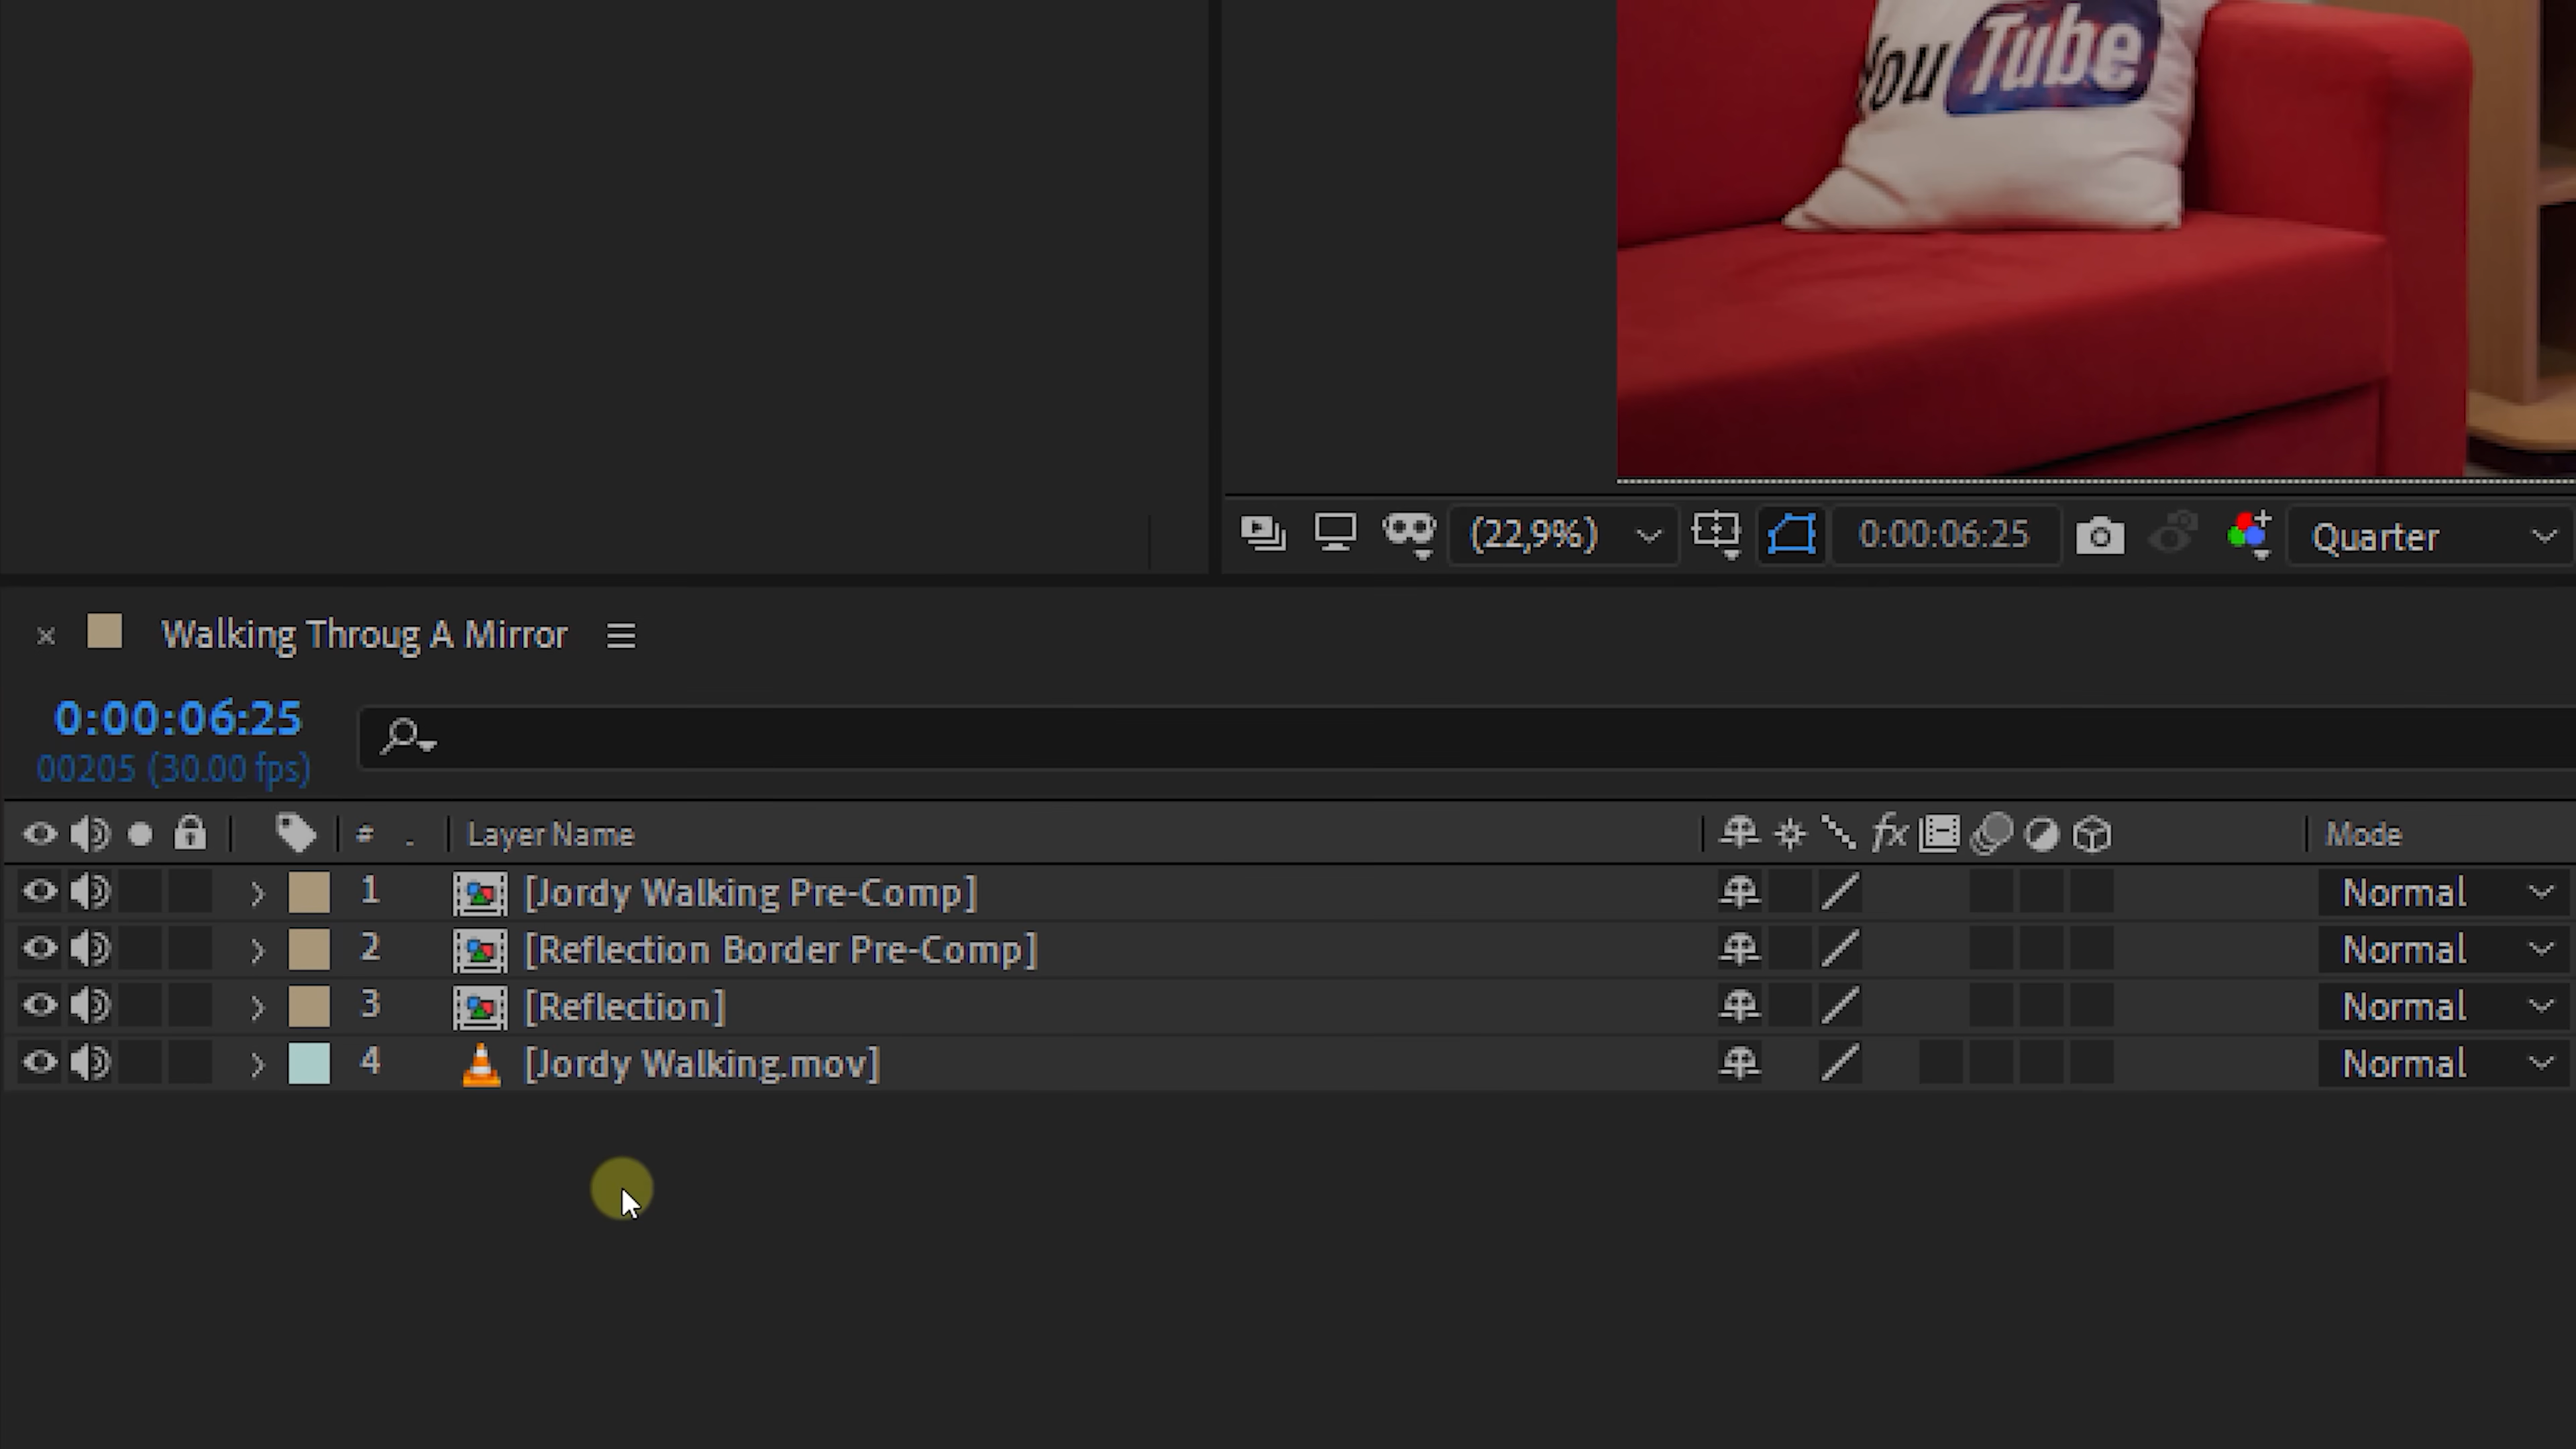 You Tube
(22,9%)
0:00:06:25
Quarter
Walking Throug A Mirror
0:00:06:25
00205 (30.00 fps)
# . Layer Name fx Mode
1 [Jordy Walking Pre-Comp] Normal
2 [Reflection Border Pre-Comp] Normal
3 [Reflection] Normal
4 [Jordy Walking.mov] Normal